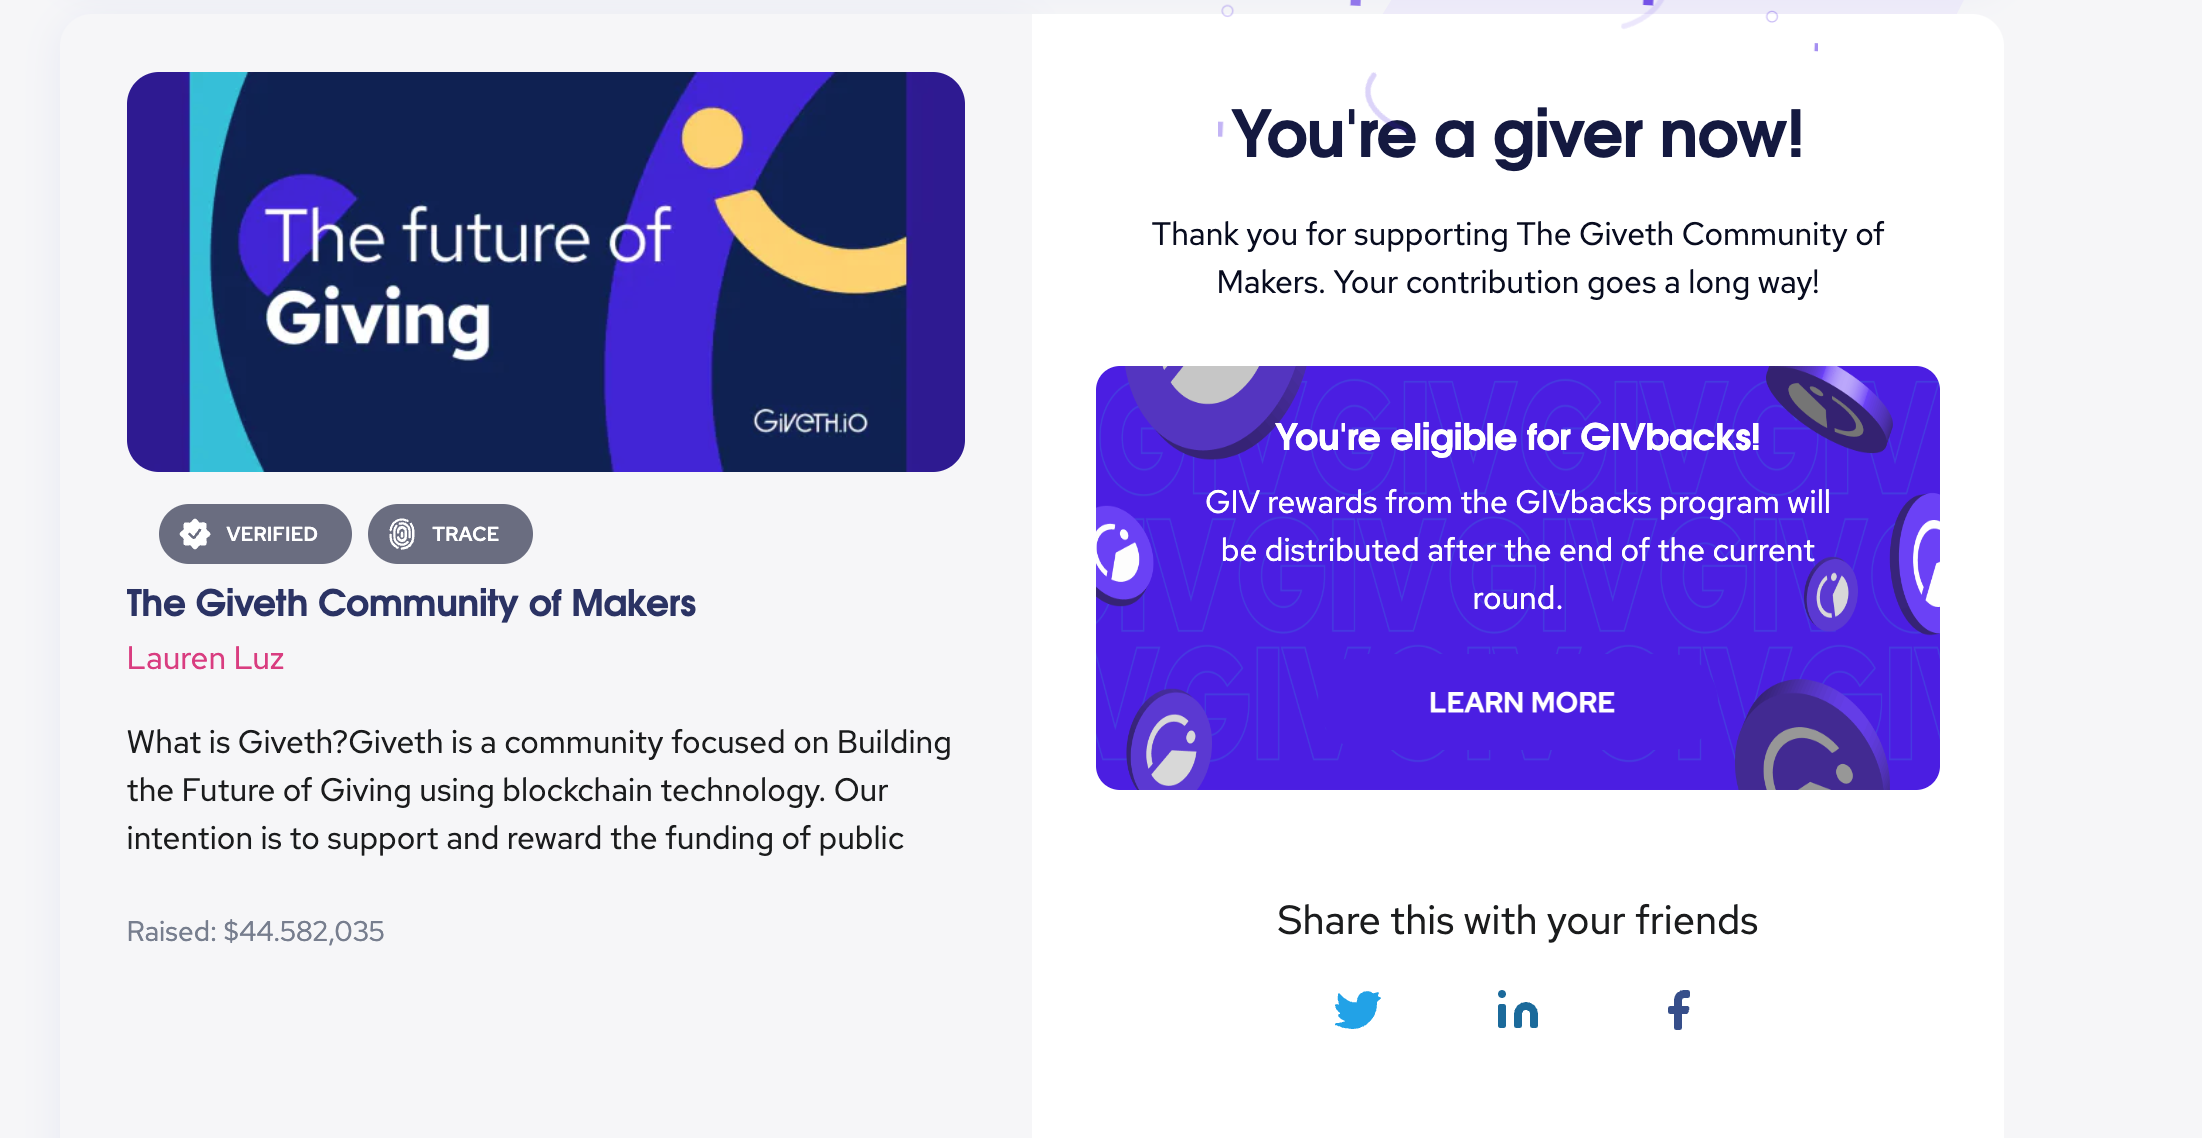 The future of
Giving
GIVETH.IO
VERIFIED
TRACE
The Giveth Community of Makers
Lauren Luz
What is Giveth?Giveth is a community focused on Building
the Future of Giving using blockchain technology. Our
intention is to support and reward the funding of public
Raised: $44.582,035
You're a giver now!
Thank you for supporting The Giveth Community of
Makers. Your contribution goes a long way!
You're eligible for GIVbacks!
GIV rewards from the GIVbacks program will
be distributed after the end of the current
round.
LEARN MORE
Share this with your friends